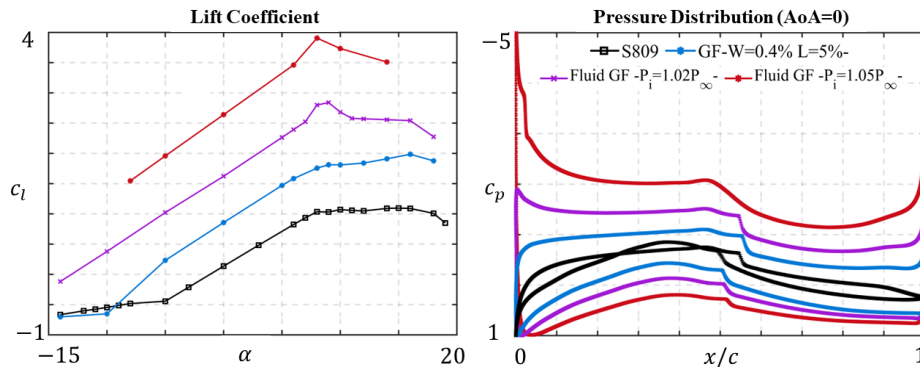 Lift Coefficient
4
c_l
−1
−15
α
20
Pressure Distribution (AoA=0)
−5
S809 GF-W=0.4% L=5%-
Fluid GF -P_i=1.02P_∞- Fluid GF -P_i=1.05P_∞-
c_p
1
0
x/c
1